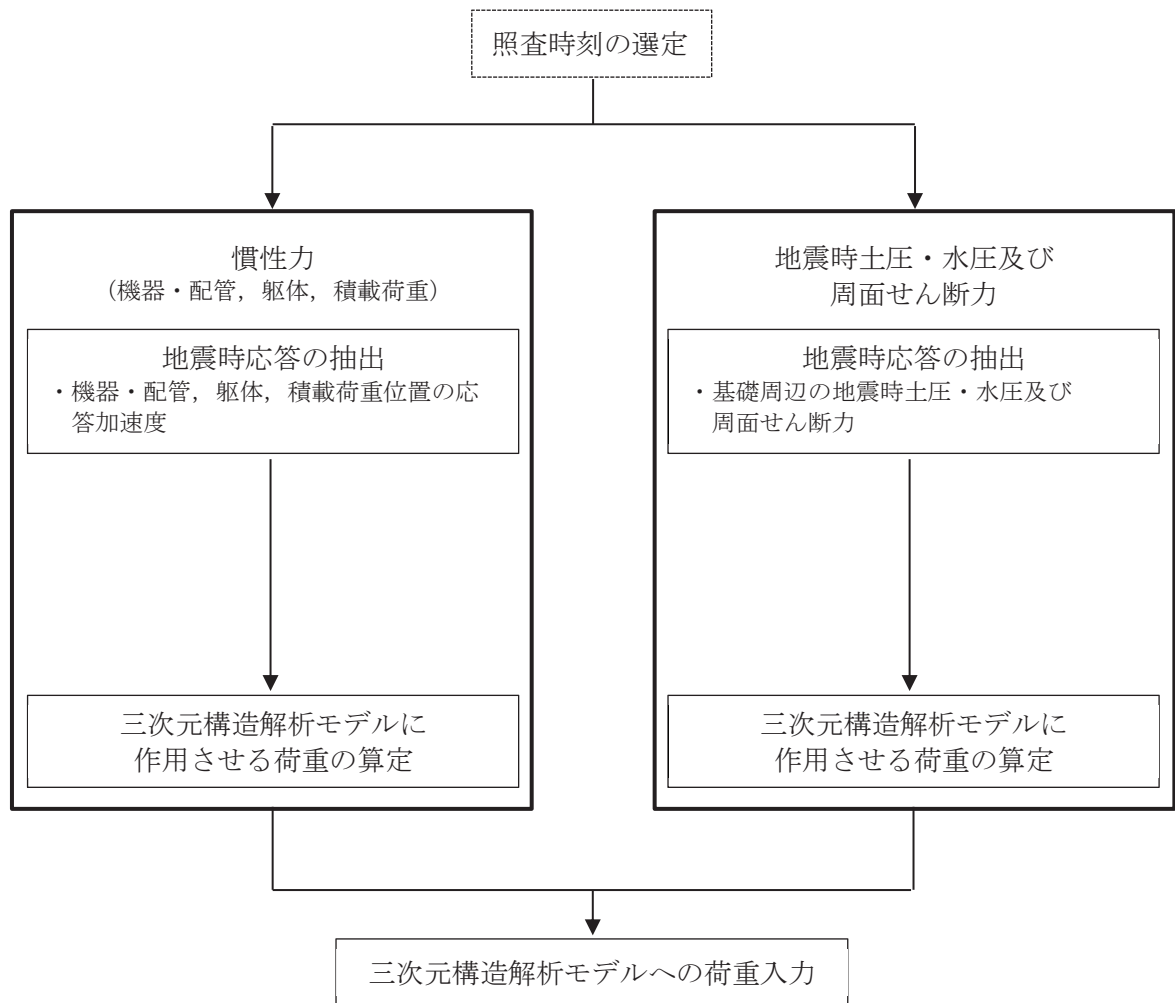 照査時刻の選定
慣性力
（機器・配管，躯体，積載荷重）
地震時応答の抽出
・機器・配管，躯体，積載荷重位置の応
答加速度
三次元構造解析モデルに
作用させる荷重の算定
地震時土圧・水圧及び
周面せん断力
地震時応答の抽出
・基礎周辺の地震時土圧・水圧及び
周面せん断力
三次元構造解析モデルに
作用させる荷重の算定
三次元構造解析モデルへの荷重入力